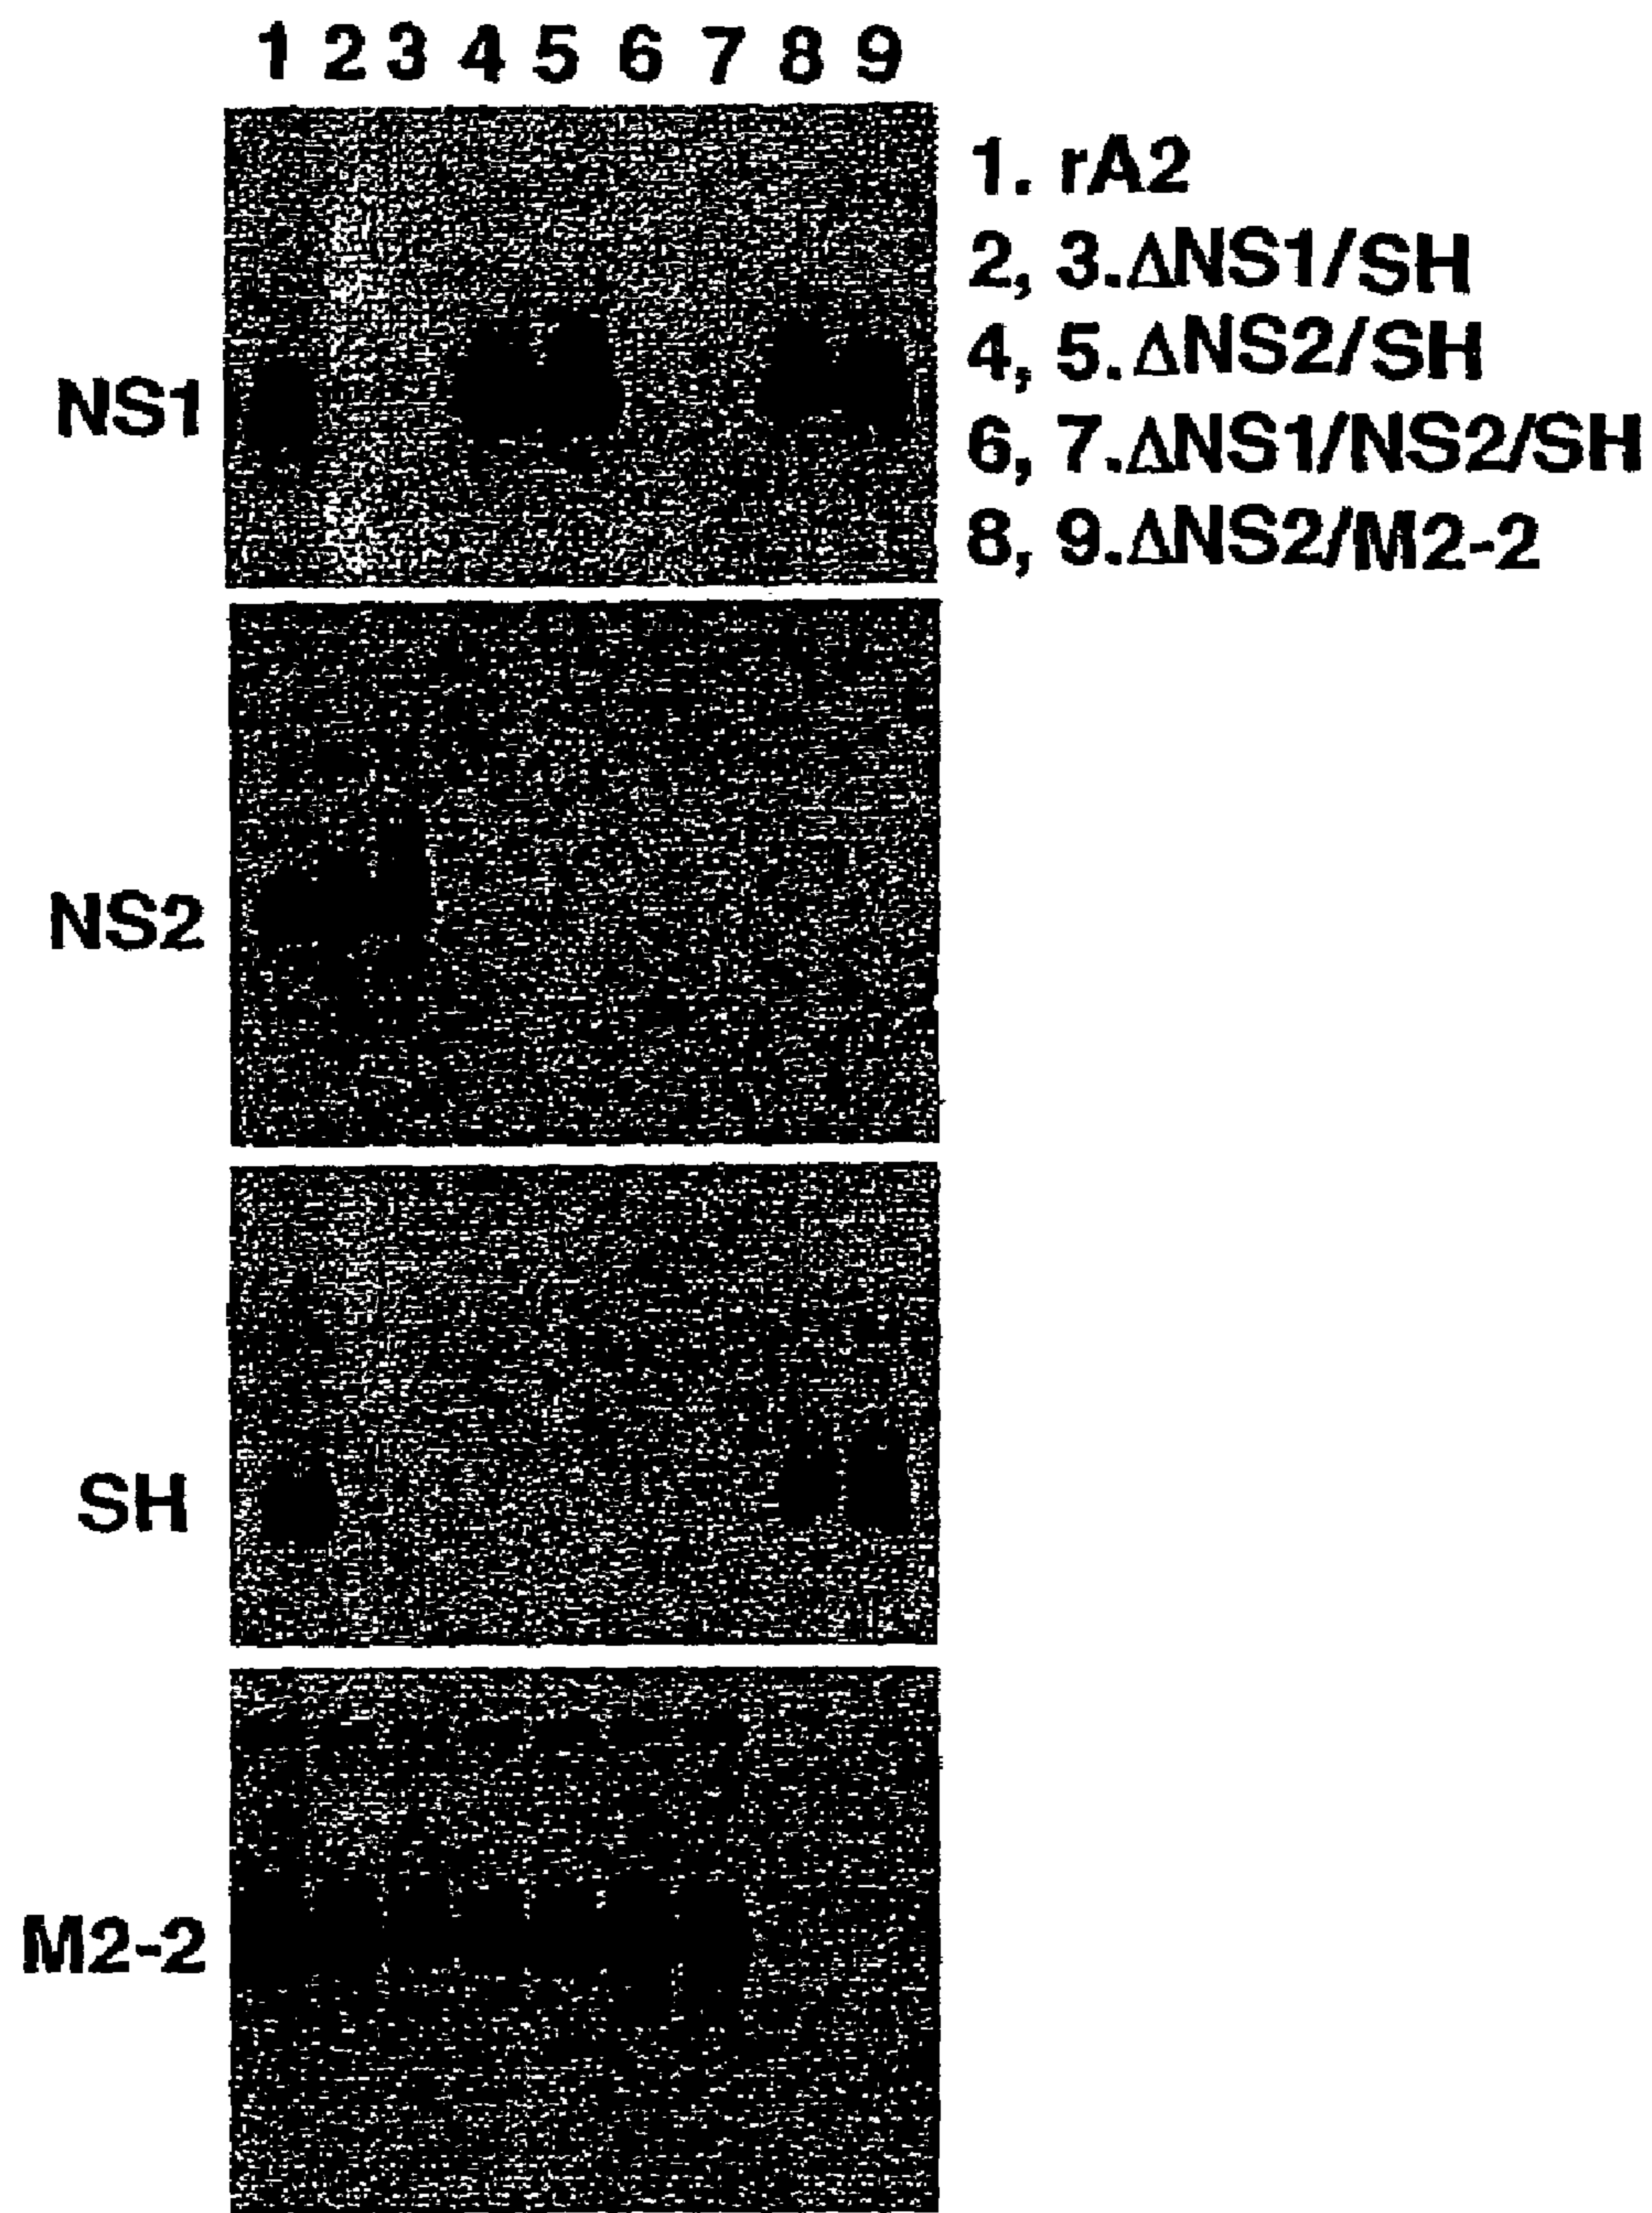 1 2 3 4 5 6 7 8 9
1. rA2
2, 3.ΔNS1/SH
4, 5.ΔNS2/SH
6, 7.ΔNS1/NS2/SH
8, 9.ΔNS2/M2-2
NS1
NS2
SH
M2-2